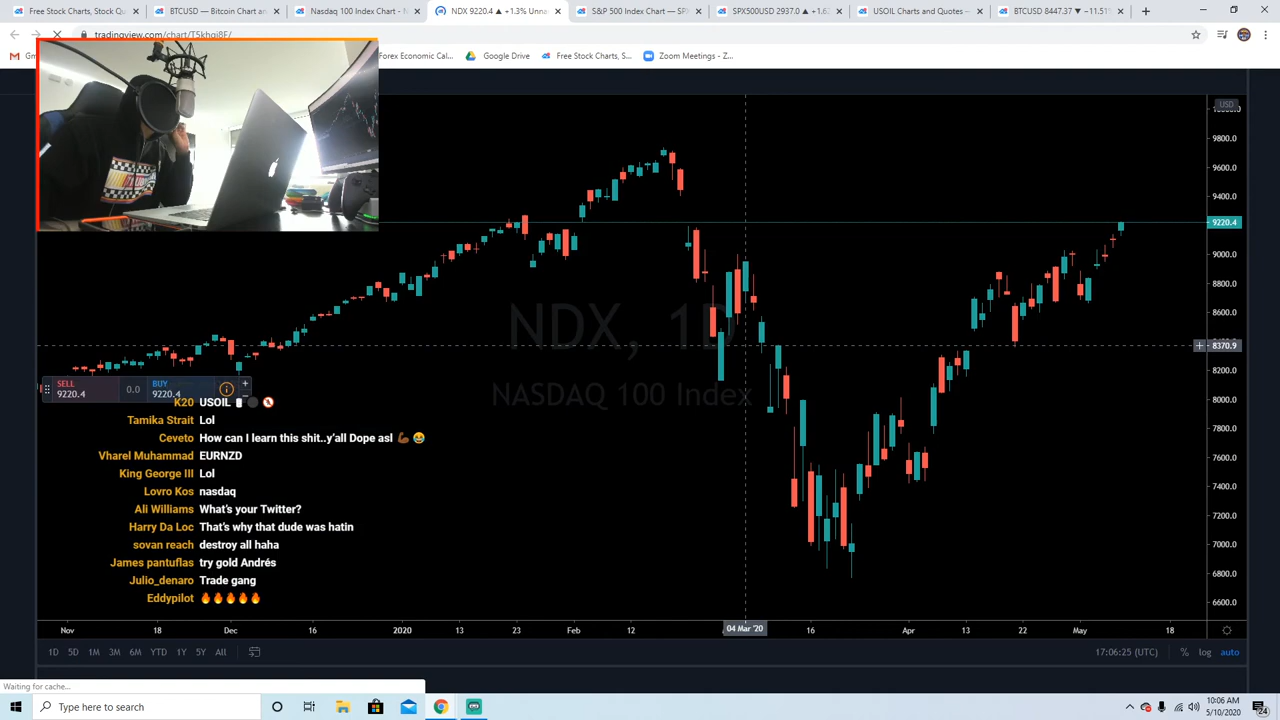 Free Stock Charts, Stock Qu
BTCUSD — Bitcoin Chart an
Nasdaq 100 Index Chart – N
NDX 9220.4 ▲ +1.3% Unna
S&P 500 Index Chart — SP
SPX500USD 2937.0 ▲ +1.6
USOIL Charts and Quotes —
BTCUSD 8447.37 ▼ −11.51
tradingview.com/chart/T5khqi8F/
Gm
Forex Economic Cal...
Google Drive
Free Stock Charts, S...
Zoom Meetings - Z...
USD
9800.0
9600.0
9400.0
9220.4
9000.0
8800.0
8600.0
8370.9
8200.0
8000.0
7800.0
7600.0
7400.0
7200.0
7000.0
6800.0
6600.0
NDX, 1D
NASDAQ 100 Index
SELL
9220.4
0.0
BUY
9220.4
K20 USOIL
Tamika Strait Lol
Ceveto How can I learn this shit..y'all Dope asl 💪🏾 😂
Vharel Muhammad EURNZD
King George III Lol
Lovro Kos nasdaq
Ali Williams What's your Twitter?
Harry Da Loc That's why that dude was hatin
sovan reach destroy all haha
James pantuflas try gold Andrés
Julio_denaro Trade gang
Eddypilot 🔥🔥🔥🔥🔥
Nov 18 Dec 16 2020 13 23 Feb 12 04 Mar '20 16 Apr 13 22 May 18
1D 5D 1M 3M 6M YTD 1Y 5Y All
17:06:25 (UTC) % log auto
Waiting for cache...
Type here to search
10:06 AM
5/10/2020
24